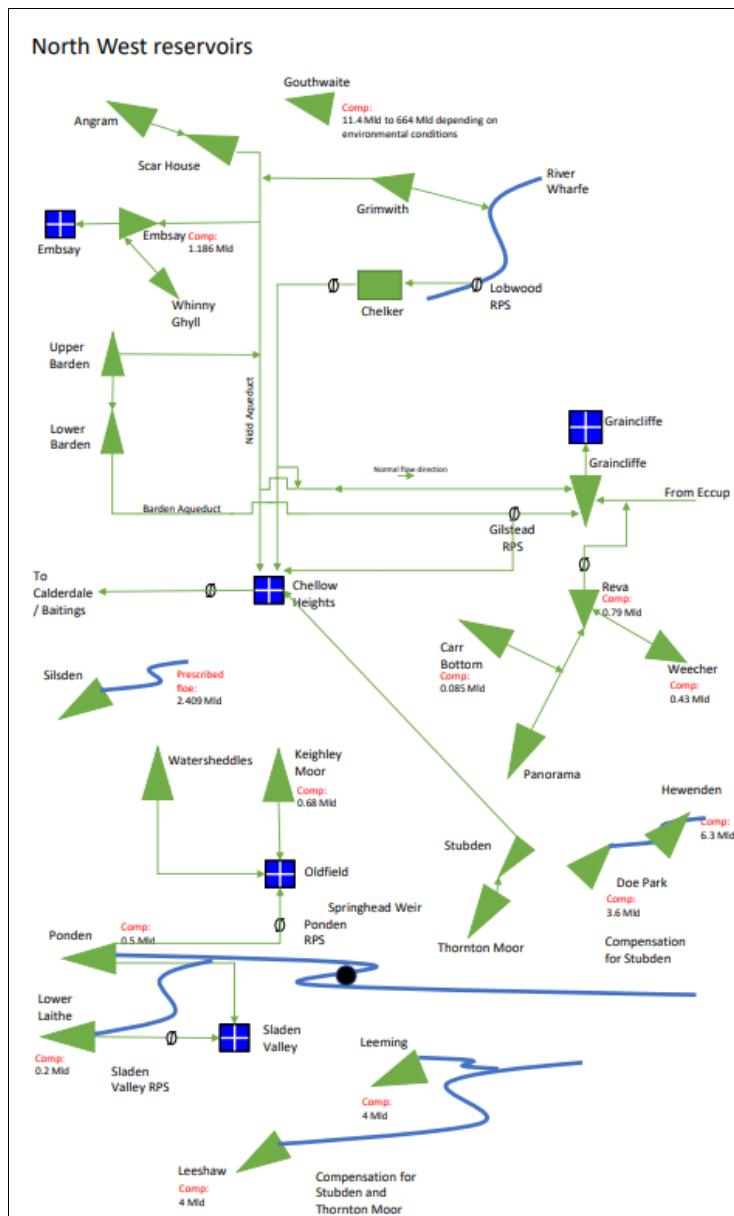 North West reservoirs
Gouthwaite
Comp:
11.4 Mld to 664 Mld depending on
environmental conditions
Angram
Scar House
River
Wharfe
Grimwith
Embsay
Embsay
Comp:
1.186 Mld
Whinny
Ghyll
Chelker
Lobwood
RPS
Upper
Barden
Nidd Aqueduct
Lower
Barden
Graincliffe
Graincliffe
Normal flow direction
From Eccup
Barden Aqueduct
Gilstead
RPS
To
Calderdale
/ Baitings
Chellow
Heights
Reva
Comp:
0.79 Mld
Carr
Bottom
Comp:
0.085 Mld
Weecher
Comp:
0.43 Mld
Silsden
Prescribed
floe:
2.409 Mld
Panorama
Watersheddles
Keighley
Moor
Comp:
0.68 Mld
Hewenden
Comp:
6.3 Mld
Stubden
Oldfield
Doe Park
Comp:
3.6 Mld
Springhead Weir
Ponden
RPS
Ponden
Comp:
0.5 Mld
Thornton Moor
Compensation
for Stubden
Lower
Laithe
Comp:
0.2 Mld
Sladen
Valley
Sladen
Valley RPS
Leeming
Comp:
4 Mld
Leeshaw
Comp:
4 Mld
Compensation for
Stubden and
Thornton Moor